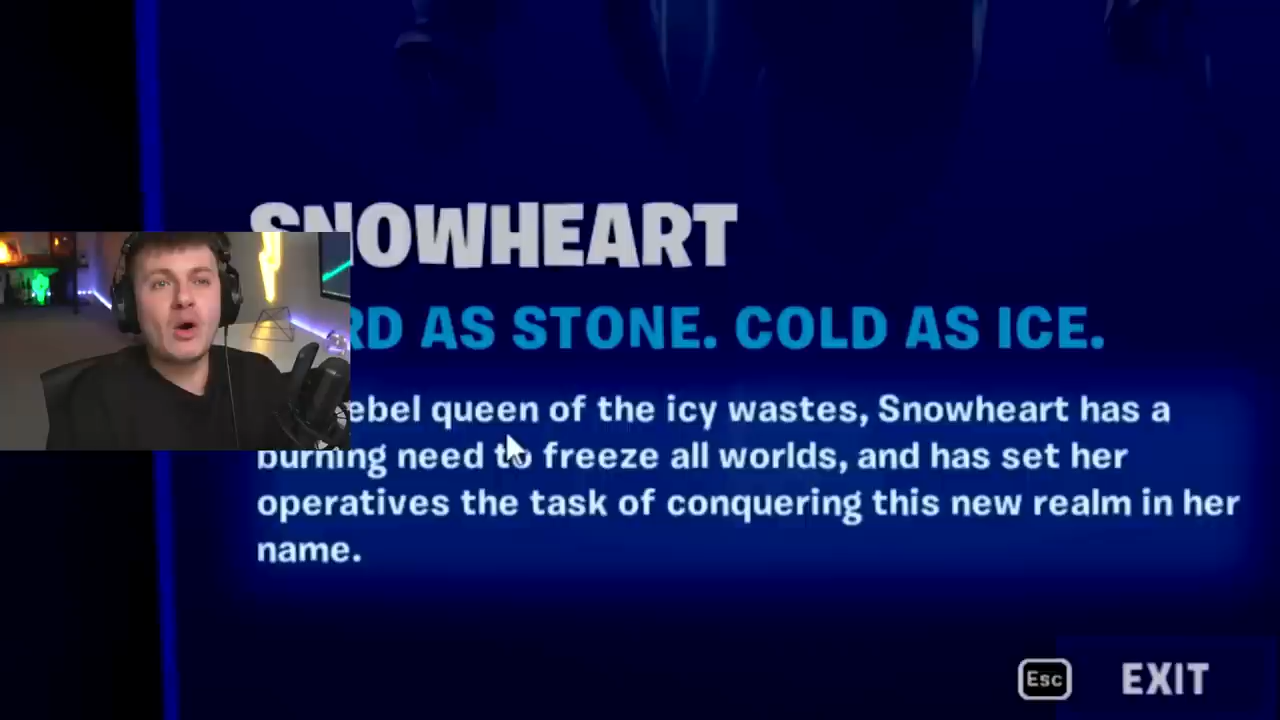 SNOWHEART
RD AS STONE. COLD AS ICE.
ebel queen of the icy wastes, Snowheart has a
burning need to freeze all worlds, and has set her
operatives the task of conquering this new realm in her
name.
Esc EXIT